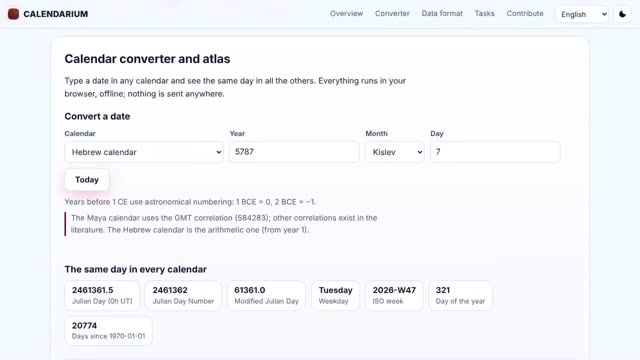 CALENDARIUM
Overview
Converter
Data format
Tasks
Contribute
English
Calendar converter and atlas
Type a date in any calendar and see the same day in all the others. Everything runs in your
browser, offline; nothing is sent anywhere.
Convert a date
Calendar
Year
Month
Day
Hebrew calendar
5787
Kislev
7
Today
Years before 1 CE use astronomical numbering: 1 BCE = 0, 2 BCE = −1.
The Maya calendar uses the GMT correlation (584283); other correlations exist in the
literature. The Hebrew calendar is the arithmetic one (from year 1).
The same day in every calendar
2461361.5
Julian Day (0h UT)
2461362
Julian Day Number
61361.0
Modified Julian Day
Tuesday
Weekday
2026-W47
ISO week
321
Day of the year
20774
Days since 1970-01-01